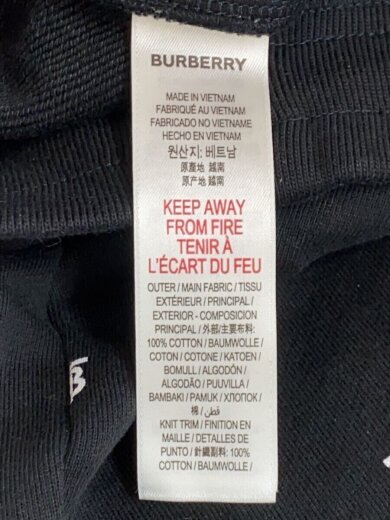 BURBERRY
MADE IN VIETNAM
FABRIQUÉ AU VIETNAM
FABRICADO NO VIETNAME
HECHO EN VIETNAM
원산지: 베트남
原產地 越南
原产地 越南
KEEP AWAY
FROM FIRE
TENIR À
L'ÉCART DU FEU
OUTER / MAIN FABRIC / TISSU
EXTÉRIEUR / PRINCIPAL /
EXTERIOR - COMPOSICION
PRINCIPAL / 外部/主要布料:
100% COTTON / BAUMWOLLE /
COTON / COTONE / KATOEN /
BOMULL / ALGODÓN /
ALGODÃO / PUUVILLA /
BAMBAKI / PAMUK / ХЛОПОК /
棉 / قطن /
KNIT TRIM / FINITION EN
MAILLE / DETALLES DE
PUNTO / 針織副料: 100%
COTTON / BAUMWOLLE /